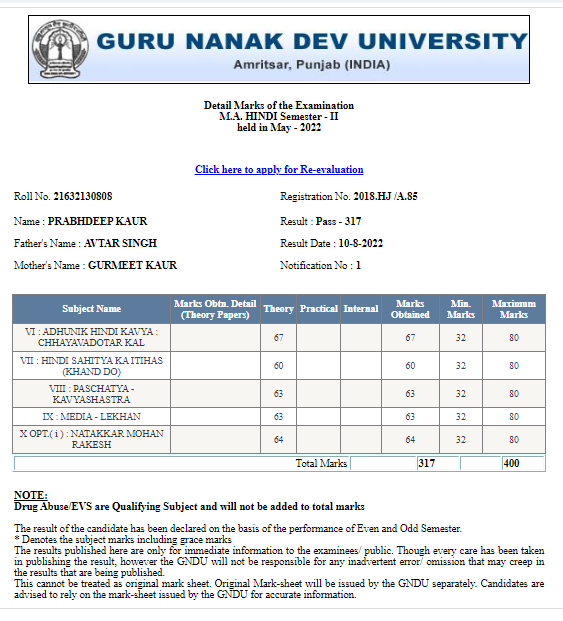 GURU NANAK DEV UNIVERSITY
Amritsar, Punjab (INDIA)
Detail Marks of the Examination
M.A. HINDI Semester - II
held in May - 2022
Click here to apply for Re-evaluation
Roll No. 21632130808 Registration No. 2018.HJ /A.85
Name : PRABHDEEP KAUR Result : Pass - 317
Father's Name : AVTAR SINGH Result Date : 10-8-2022
Mother's Name : GURMEET KAUR Notification No : 1
Subject Name Marks Obtn. Detail (Theory Papers) Theory Practical Internal Marks Obtained Min. Marks Maximum Marks
VI : ADHUNIK HINDI KAVYA :
CHHAYAVADOTAR KAL 67 67 32 80
VII : HINDI SAHITYA KA ITIHAS
(KHAND DO) 60 60 32 80
VIII : PASCHATYA -
KAVYASHASTRA 63 63 32 80
IX : MEDIA - LEKHAN 63 63 32 80
X OPT.( i ) : NATAKKAR MOHAN
RAKESH 64 64 32 80
Total Marks 317 400
NOTE:
Drug Abuse/EVS are Qualifying Subject and will not be added to total marks
The result of the candidate has been declared on the basis of the performance of Even and Odd Semester.
* Denotes the subject marks including grace marks
The results published here are only for immediate information to the examinees/ public. Though every care has been taken
in publishing the result, however the GNDU will not be responsible for any inadvertent error/ omission that may creep in
the results that are being published.
This cannot be treated as original mark sheet. Original Mark-sheet will be issued by the GNDU separately. Candidates are
advised to rely on the mark-sheet issued by the GNDU for accurate information.